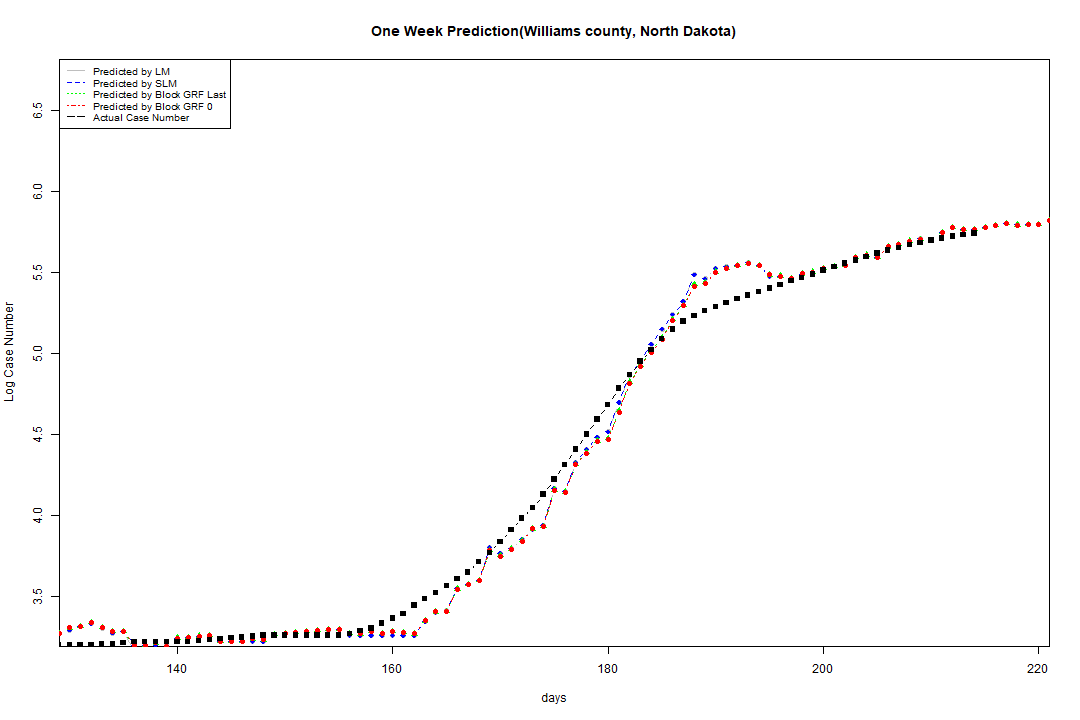 One Week Prediction(Williams county, North Dakota)
Predicted by LM
Predicted by SLM
Predicted by Block GRF Last
Predicted by Block GRF 0
Actual Case Number
6.5
6.0
5.5
5.0
4.5
4.0
3.5
Log Case Number
140 160 180 200 220
days